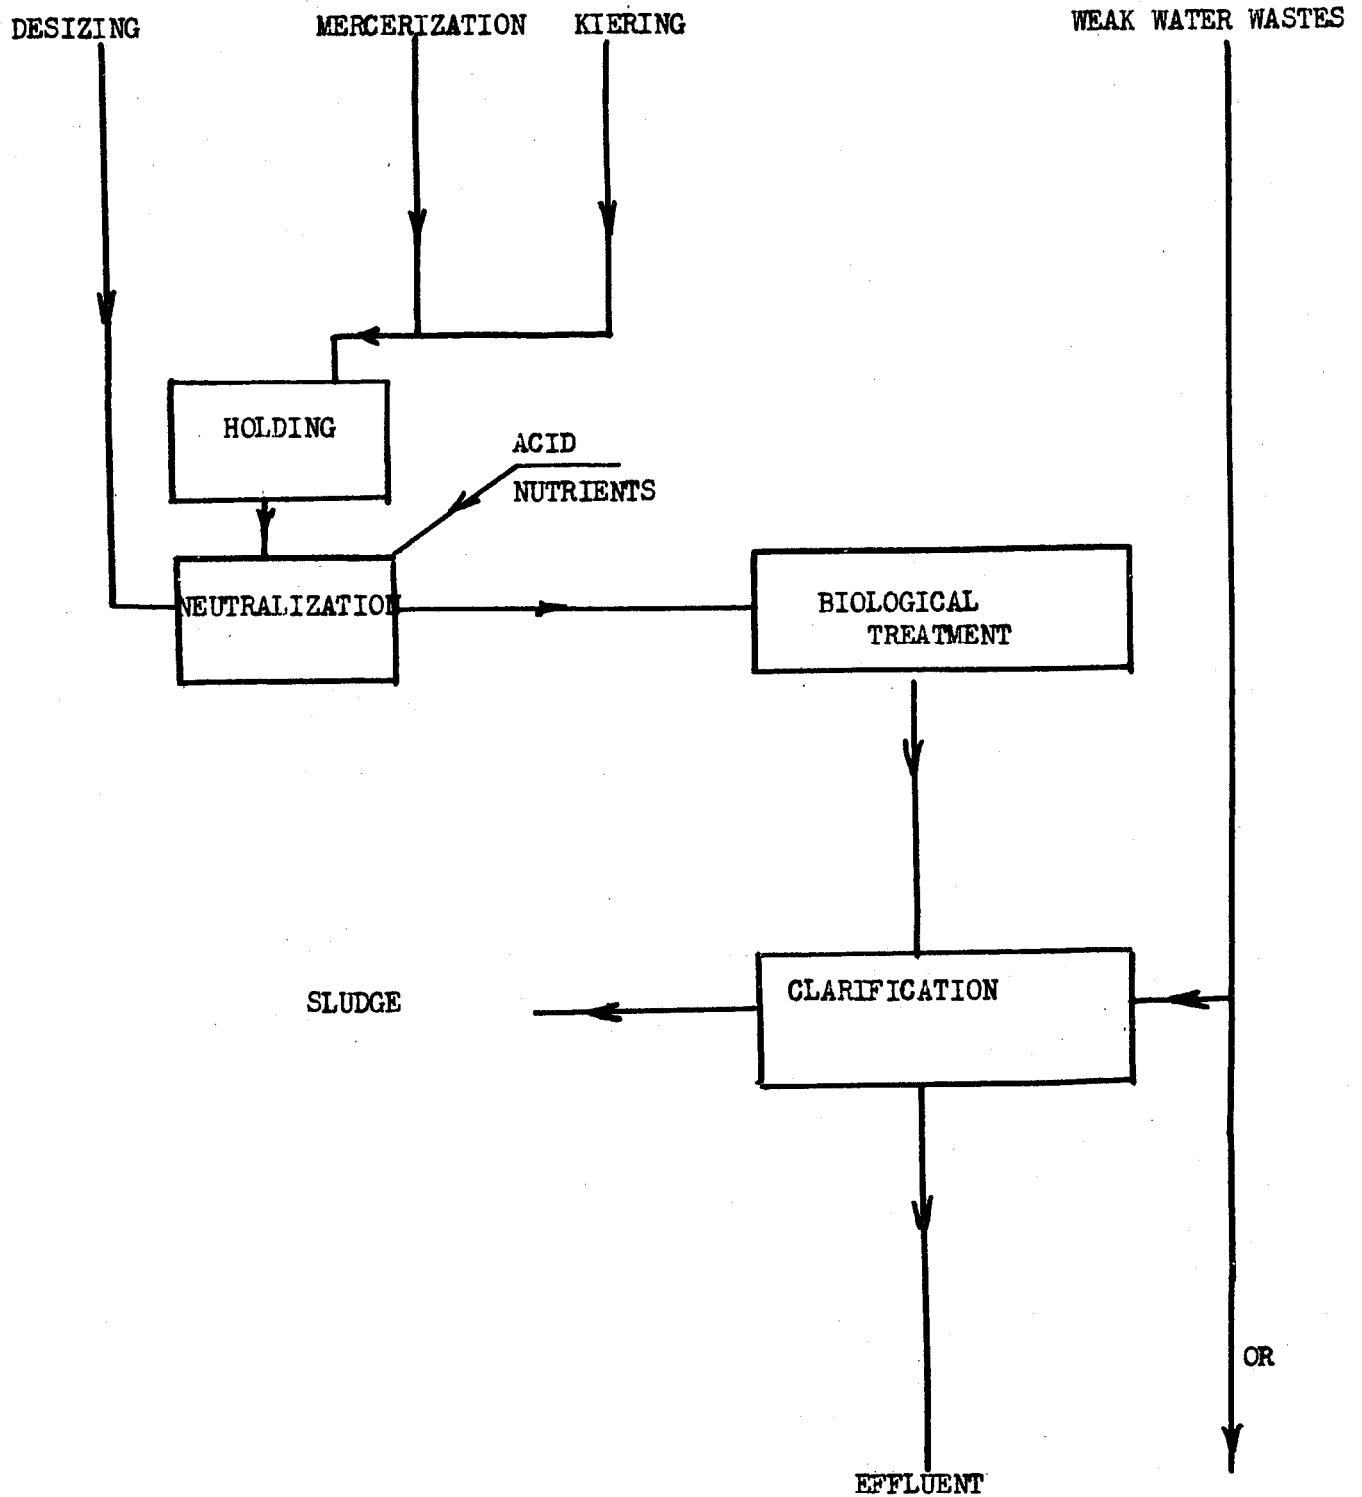 DESIZING
MERCERIZATION
KIERING
WEAK WATER WASTES
HOLDING
ACID
NUTRIENTS
NEUTRALIZATION
BIOLOGICAL
TREATMENT
CLARIFICATION
SLUDGE
OR
EFFLUENT